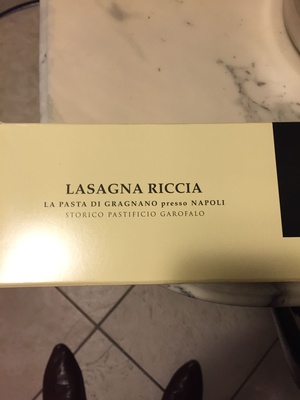 LASAGNA RICCIA
LA PASTA DI GRAGNANO presso NAPOLI
STORICO PASTIFICIO GAROFALO